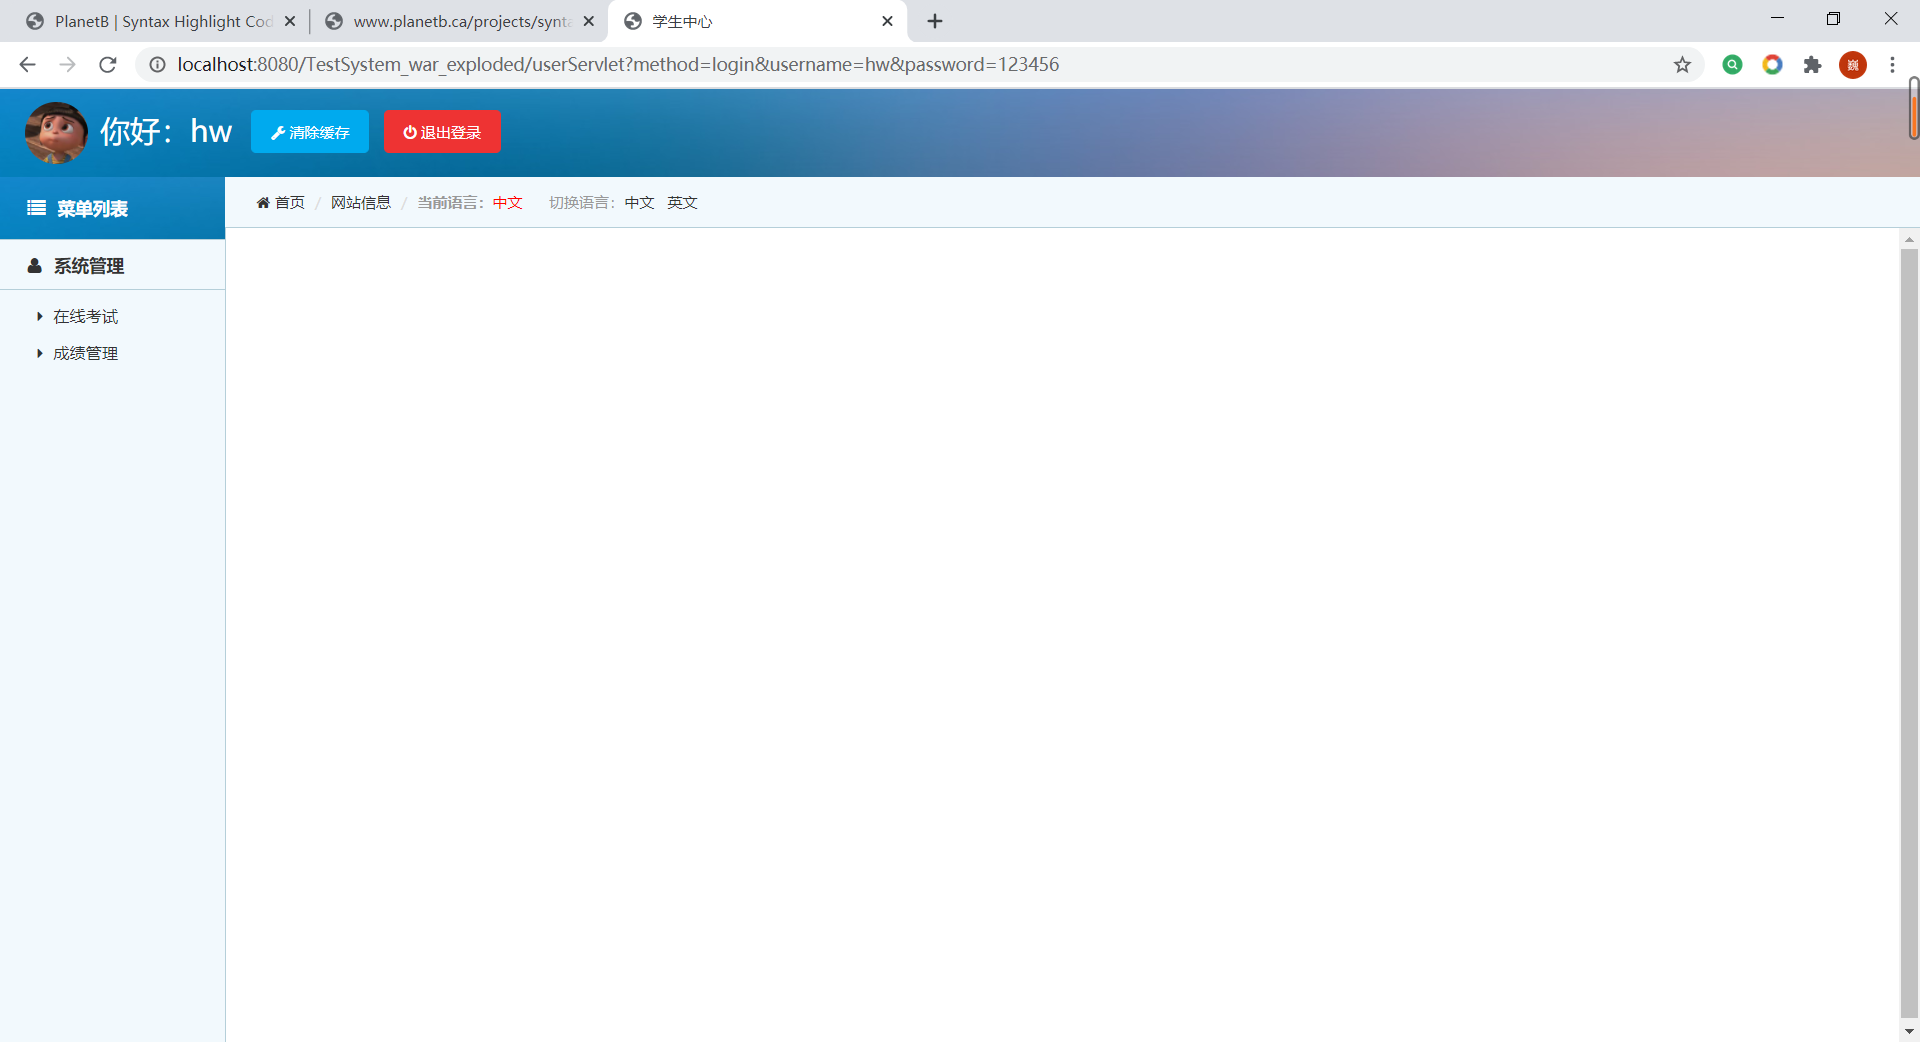 PlanetB | Syntax Highlight Cod
www.planetb.ca/projects/synta
学生中心
localhost:8080/TestSystem_war_exploded/userServlet?method=login&username=hw&password=123456
巍
你好：hw 清除缓存 退出登录
菜单列表
首页 / 网站信息 / 当前语言：中文 切换语言：中文 英文
系统管理
在线考试
成绩管理